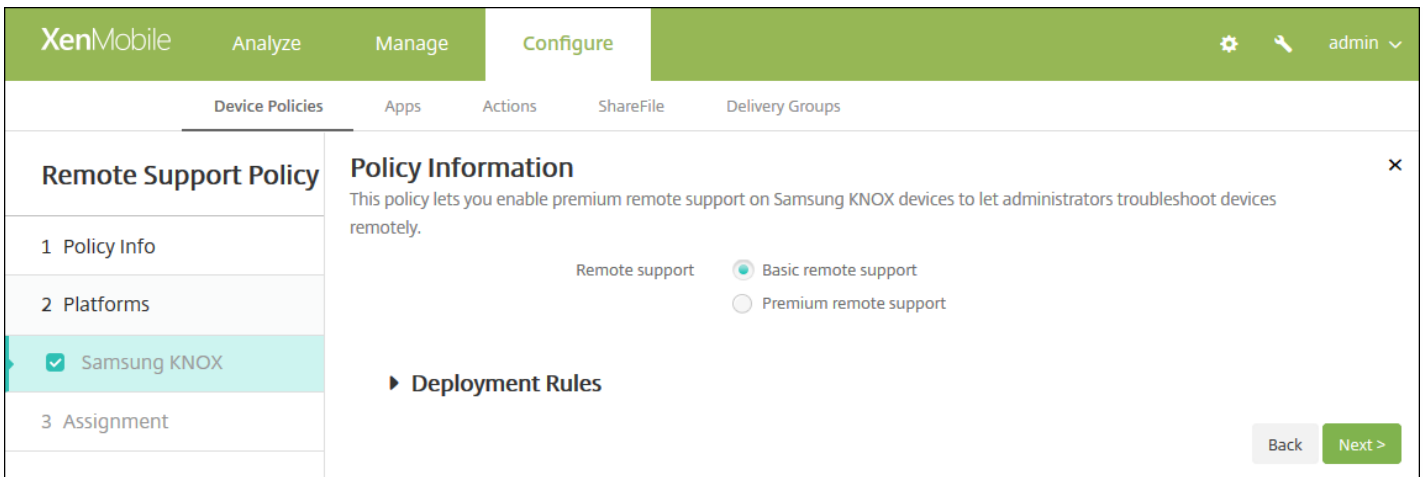 XenMobile Analyze Manage Configure admin
Device Policies Apps Actions ShareFile Delivery Groups
Remote Support Policy
1 Policy Info
2 Platforms
Samsung KNOX
3 Assignment
Policy Information
This policy lets you enable premium remote support on Samsung KNOX devices to let administrators troubleshoot devices
remotely.
Remote support Basic remote support
Premium remote support
Deployment Rules
Back Next >